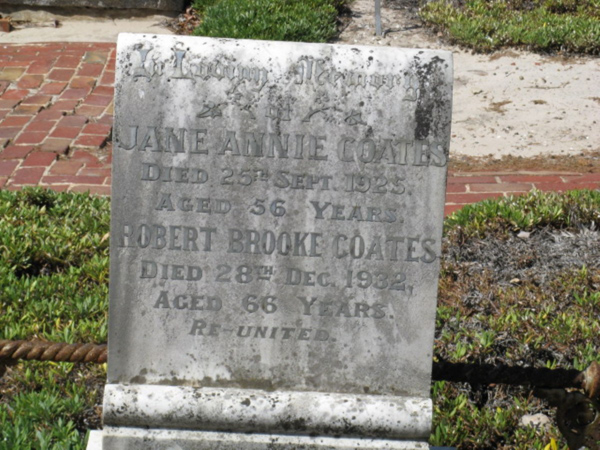 In Loving Memory
OF
JANE ANNIE COATES
DIED 25TH SEPT. 1925.
AGED 56 YEARS.
ROBERT BROOKE COATES
DIED 28TH DEC. 1932,
AGED 66 YEARS.
RE-UNITED.